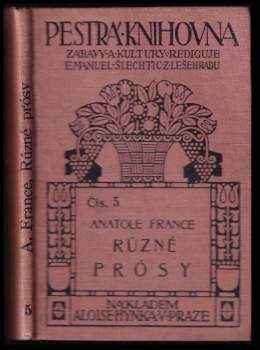 PESTRÁ·KNIHOVNA
ZÁBAVY·A·KULTURY·REDIGUJE
EMANUEL·ŠLECHTIC·Z·LEŠEHRADU
Čís. 5
ANATOLE FRANCE
RŮZNÉ
PRÓSY
NÁKLADEM
ALOISE·HYNKA·V·PRAZE
A. France, Různé prósy
5